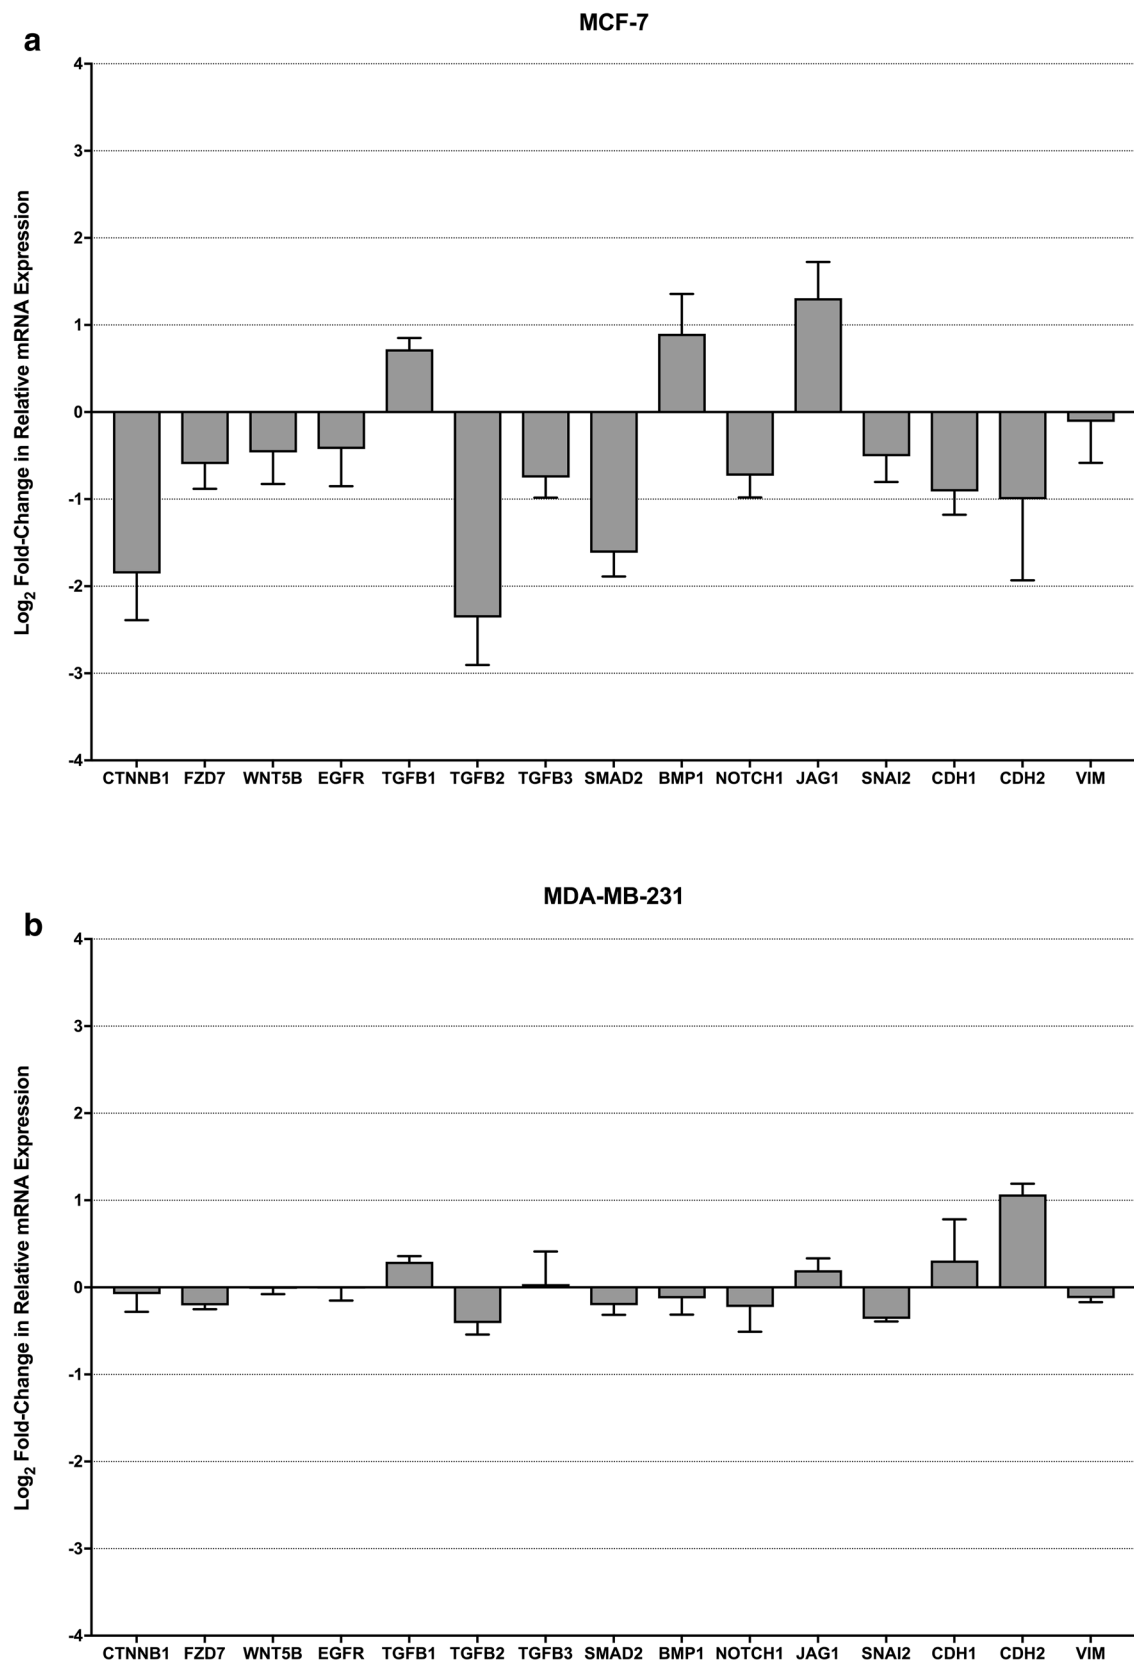 a
MCF-7
Log2 Fold-Change in Relative mRNA Expression
4
3
2
1
0
-1
-2
-3
-4
CTNNB1 FZD7 WNT5B EGFR TGFB1 TGFB2 TGFB3 SMAD2 BMP1 NOTCH1 JAG1 SNAI2 CDH1 CDH2 VIM
b
MDA-MB-231
Log2 Fold-Change in Relative mRNA Expression
4
3
2
1
0
-1
-2
-3
-4
CTNNB1 FZD7 WNT5B EGFR TGFB1 TGFB2 TGFB3 SMAD2 BMP1 NOTCH1 JAG1 SNAI2 CDH1 CDH2 VIM